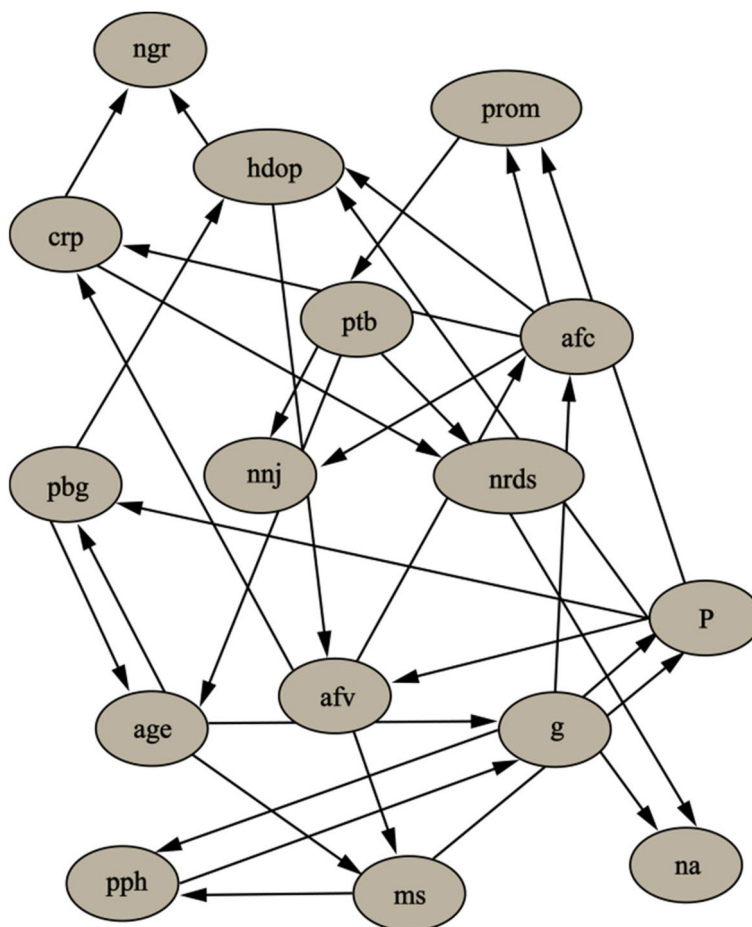 ngr
prom
hdop
crp
ptb
afc
pbg
nnj
nrds
P
age
afv
g
pph
ms
na